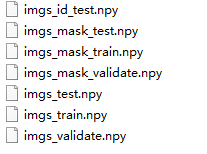 imgs_id_test.npy
imgs_mask_test.npy
imgs_mask_train.npy
imgs_mask_validate.npy
imgs_test.npy
imgs_train.npy
imgs_validate.npy